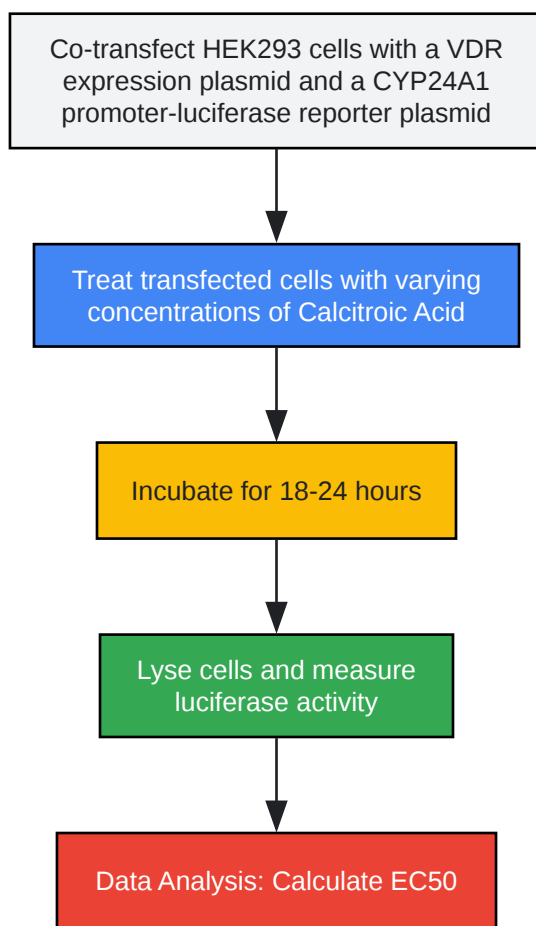 Co-transfect HEK293 cells with a VDR
expression plasmid and a CYP24A1
promoter-luciferase reporter plasmid
Treat transfected cells with varying
concentrations of Calcitroic Acid
Incubate for 18-24 hours
Lyse cells and measure
luciferase activity
Data Analysis: Calculate EC50